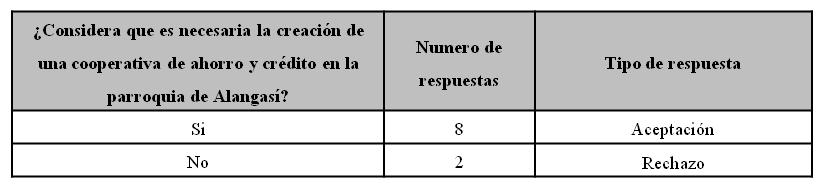 ¿Considera que es necesaria la creación de
una cooperativa de ahorro y crédito en la
parroquia de Alangasí?
Numero de
respuestas
Tipo de respuesta
Si 8 Aceptación
No 2 Rechazo